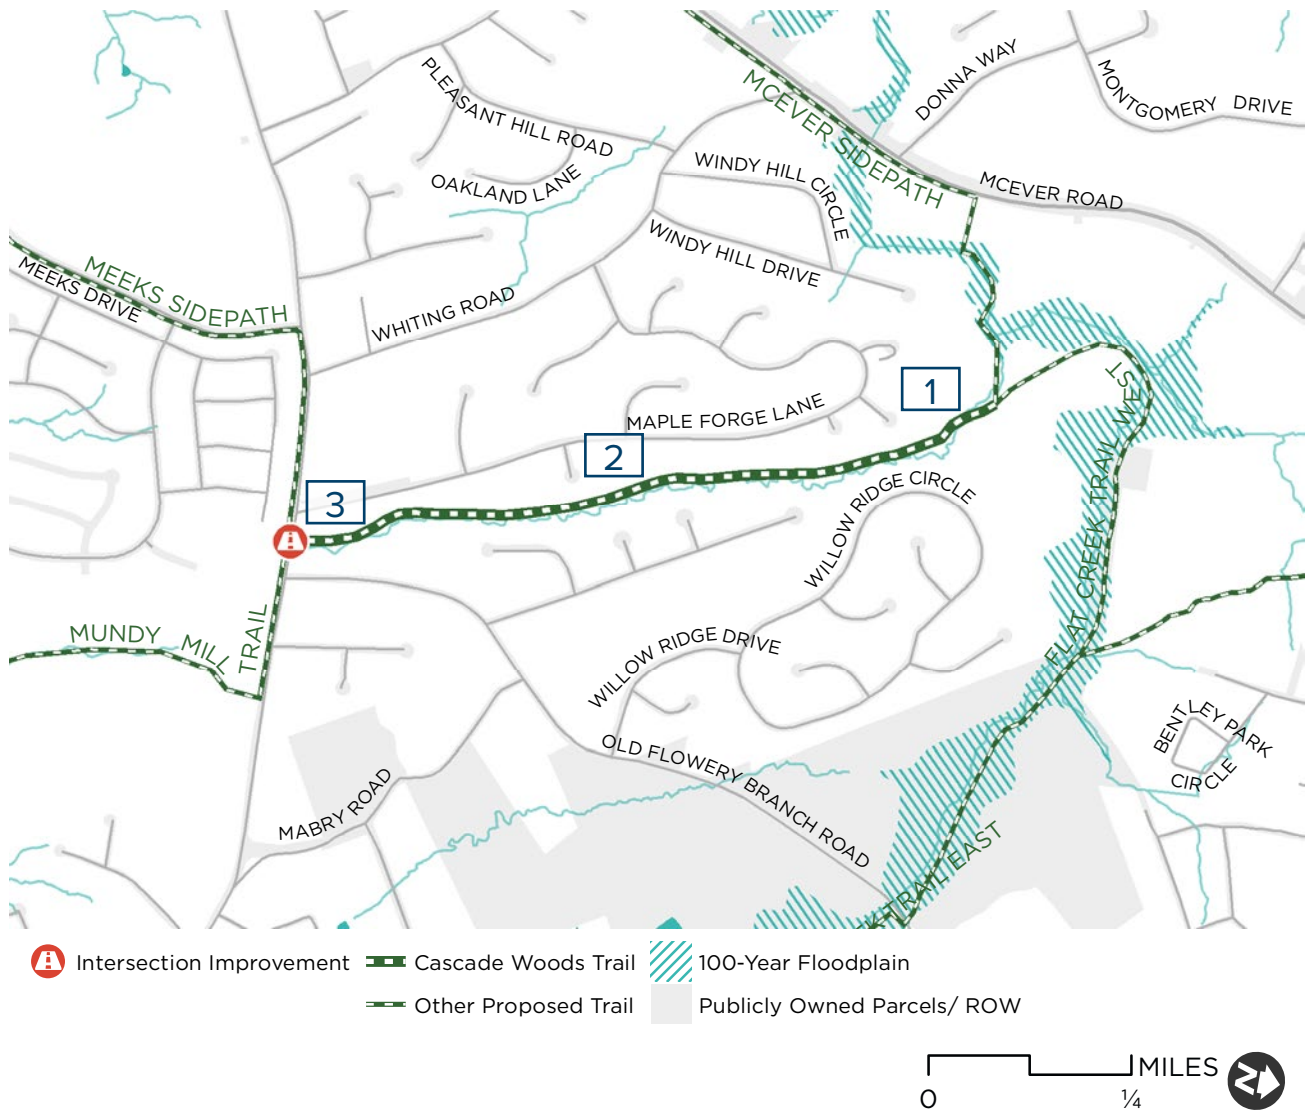 PLEASANT HILL ROAD
OAKLAND LANE
MCEVER SIDEPATH
DONNA WAY
MONTGOMERY DRIVE
WINDY HILL CIRCLE
MCEVER ROAD
WINDY HILL DRIVE
MEEKS SIDEPATH
MEEKS DRIVE
WHITING ROAD
1
MAPLE FORGE LANE
2
3
WILLOW RIDGE CIRCLE
FLAT CREEK TRAIL WEST
MUNDY MILL TRAIL
WILLOW RIDGE DRIVE
BENTLEY PARK CIRCLE
OLD FLOWERY BRANCH ROAD
MABRY ROAD
K TRAIL EAST
Intersection Improvement
Cascade Woods Trail
100-Year Floodplain
Other Proposed Trail
Publicly Owned Parcels/ ROW
MILES
0
¼
N